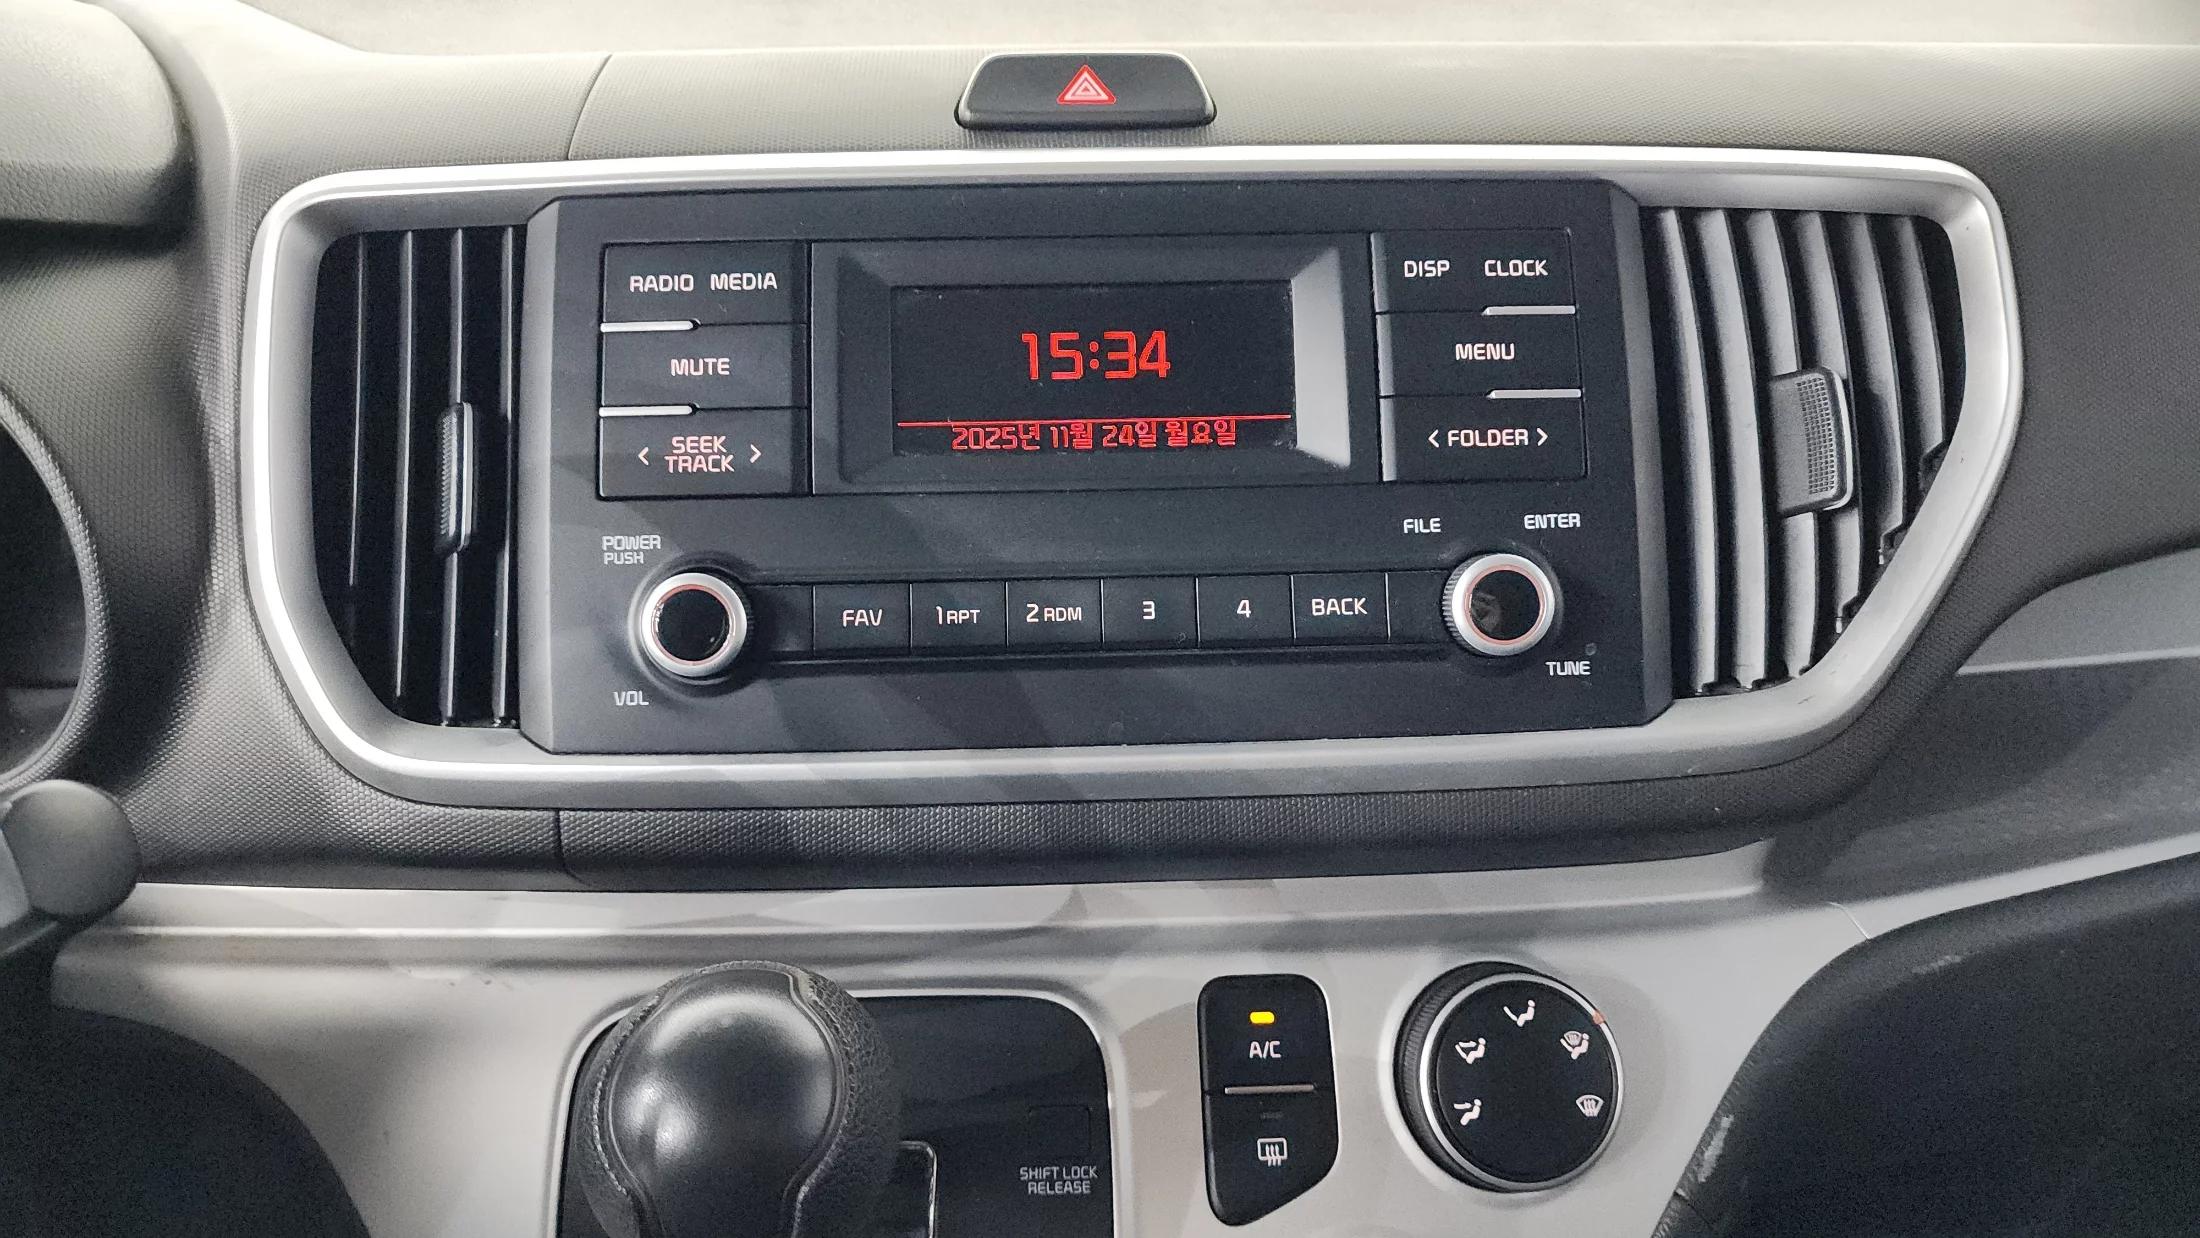 RADIO MEDIA
MUTE
< SEEK TRACK >
15:34
2025년 11월 24일 월요일
DISP CLOCK
MENU
< FOLDER >
POWER
PUSH
VOL
FAV 1 RPT 2 RDM 3 4 BACK
FILE ENTER
TUNE
SHIFT LOCK
RELEASE
A/C